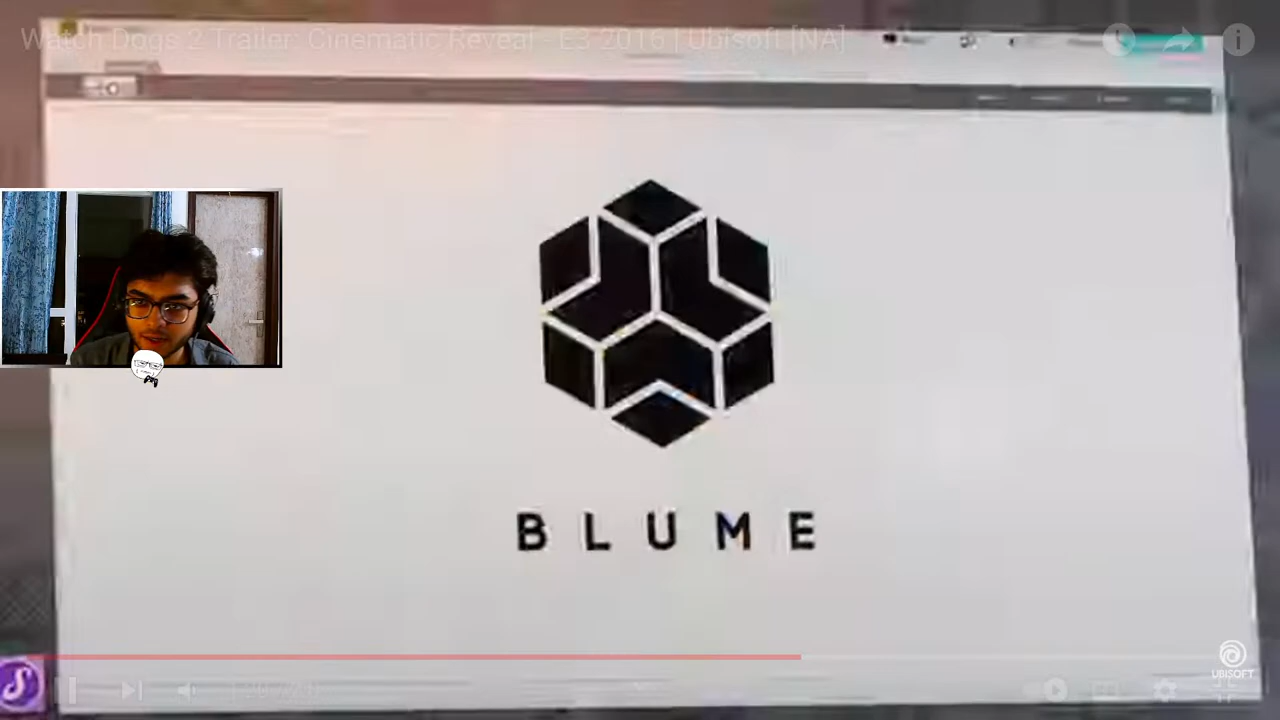 Watch Dogs 2 Trailer: Cinematic Reveal - E3 2016 | Ubisoft [NA]
BLUME
UBISOFT